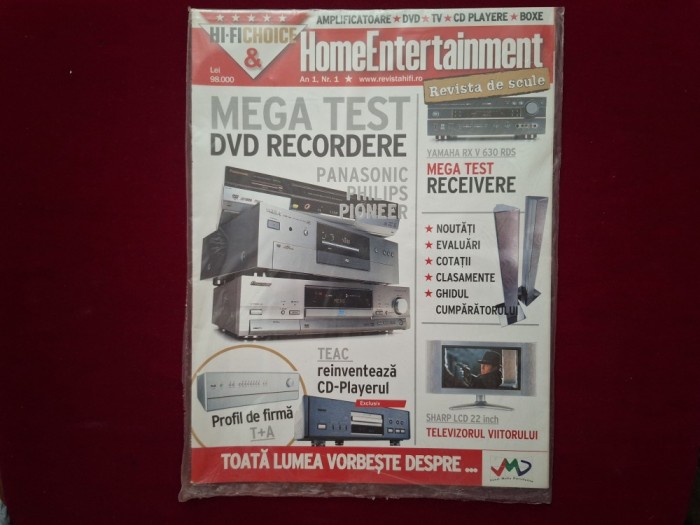 AMPLIFICATOARE ★ DVD ★ TV ★ CD PLAYERE ★ BOXE
HI-FICHOICE
&
HomeEntertainment
Lei
98.000
An 1, Nr. 1 ★ www.revistahifi.ro
Revista de scule
MEGA TEST
DVD RECORDERE
PANASONIC
PHILIPS
PIONEER
YAMAHA RX V 630 RDS
MEGA TEST
RECEIVERE
★ NOUTĂȚI
★ EVALUĂRI
★ COTAȚII
★ CLASAMENTE
★ GHIDUL
CUMPĂRĂTORULUI
TEAC
reinventează
CD-Playerul
Exclusiv
Profil de firmă
T+A
SHARP LCD 22 inch
TELEVIZORUL VIITORULUI
TOATĂ LUMEA VORBEȘTE DESPRE ...
VMD